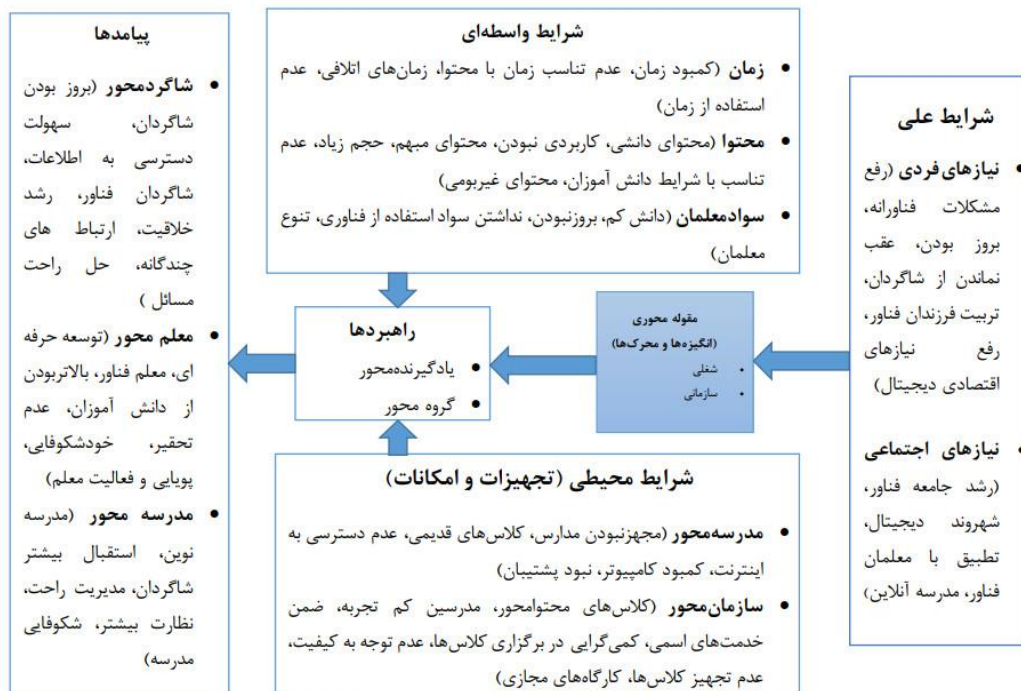 شرایط علی
نیازهای فردی (رفع
مشکلات فناورانه،
بروز بودن، عقب
نماندن از شاگردان،
تربیت فرزندان فناور،
رفع نیازهای
اقتصادی دیجیتال)
نیازهای اجتماعی
(رشد جامعه فناور،
شهروند دیجیتال،
تطبیق با معلمان
فناور، مدرسه آنلاین)
مقوله محوری
(انگیزه‌ها و محرک‌ها)
شغلی
سازمانی
شرایط واسطه‌ای
زمان (کمبود زمان، عدم تناسب زمان با محتوا، زمان‌های اتلافی، عدم
استفاده از زمان)
محتوا (محتوای دانشی، کاربردی نبودن، محتوای مبهم، حجم زیاد، عدم
تناسب با شرایط دانش آموزان، محتوای غیربومی)
سوادمعلمان (دانش کم، بروزنبودن، نداشتن سواد استفاده از فناوری، تنوع
معلمان)
راهبردها
یادگیرنده‌محور
گروه محور
شرایط محیطی (تجهیزات و امکانات)
مدرسه‌محور (مجهزنبودن مدارس، کلاس‌های قدیمی، عدم دسترسی به
اینترنت، کمبود کامپیوتر، نبود پشتیبان)
سازمان‌محور (کلاس‌های محتوامحور، مدرسین کم تجربه، ضمن
خدمت‌های اسمی، کمی‌گرایی در برگزاری کلاس‌ها، عدم توجه به کیفیت،
عدم تجهیز کلاس‌ها، کارگاه‌های مجازی)
پیامدها
شاگردمحور (بروز بودن
شاگردان، سهولت
دسترسی به اطلاعات،
شاگردان فناور، رشد
خلاقیت، ارتباط های
چندگانه، حل راحت
مسائل )
معلم محور (توسعه حرفه
ای، معلم فناور، بالاتربودن
از دانش آموزان، عدم
تحقیر، خودشکوفایی،
پویایی و فعالیت معلم)
مدرسه محور (مدرسه
نوین، استقبال بیشتر
شاگردان، مدیریت راحت،
نظارت بیشتر، شکوفایی
مدرسه)